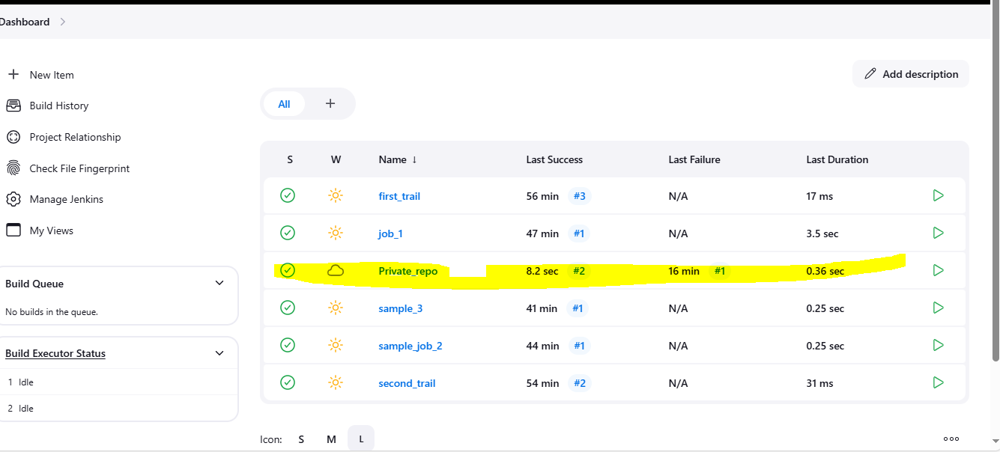 Dashboard
New Item
Build History
Project Relationship
Check File Fingerprint
Manage Jenkins
My Views
Build Queue
No builds in the queue.
Build Executor Status
1 Idle
2 Idle
Add description
All +
S W Name ↓ Last Success Last Failure Last Duration
first_trail 56 min #3 N/A 17 ms
job_1 47 min #1 N/A 3.5 sec
Private_repo 8.2 sec #2 16 min #1 0.36 sec
sample_3 41 min #1 N/A 0.25 sec
sample_job_2 44 min #1 N/A 0.25 sec
second_trail 54 min #2 N/A 31 ms
Icon: S M L